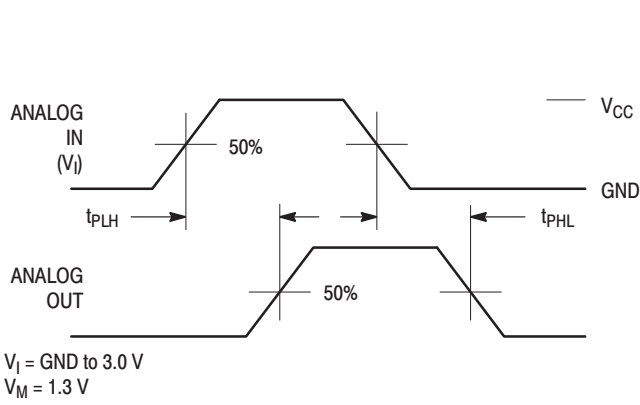 ANALOG
IN
(VI)
50%
VCC
GND
tPLH
tPHL
ANALOG
OUT
50%
VI = GND to 3.0 V
VM = 1.3 V